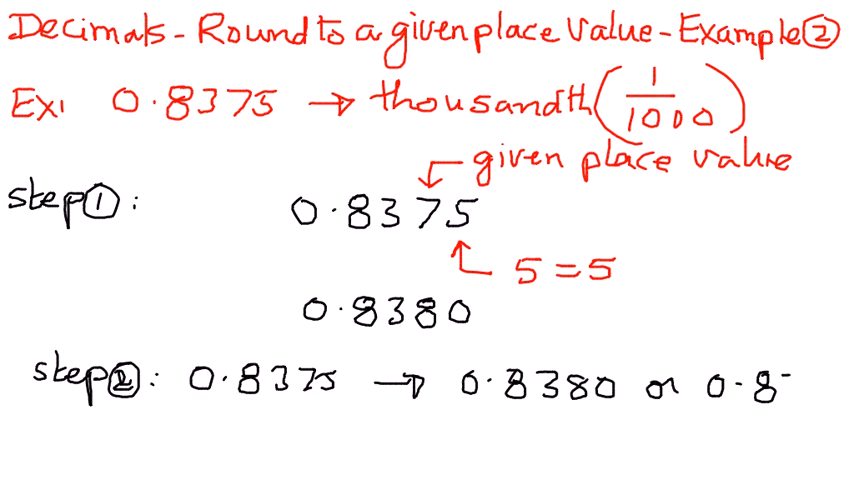 Decimals - Round to a given place value - Example ②
Ex: 0.8375 → thousandth (1/1000)
given place value
step ①: 0.8375
5 = 5
0.8380
step ②: 0.8375 → 0.8380 or 0.8